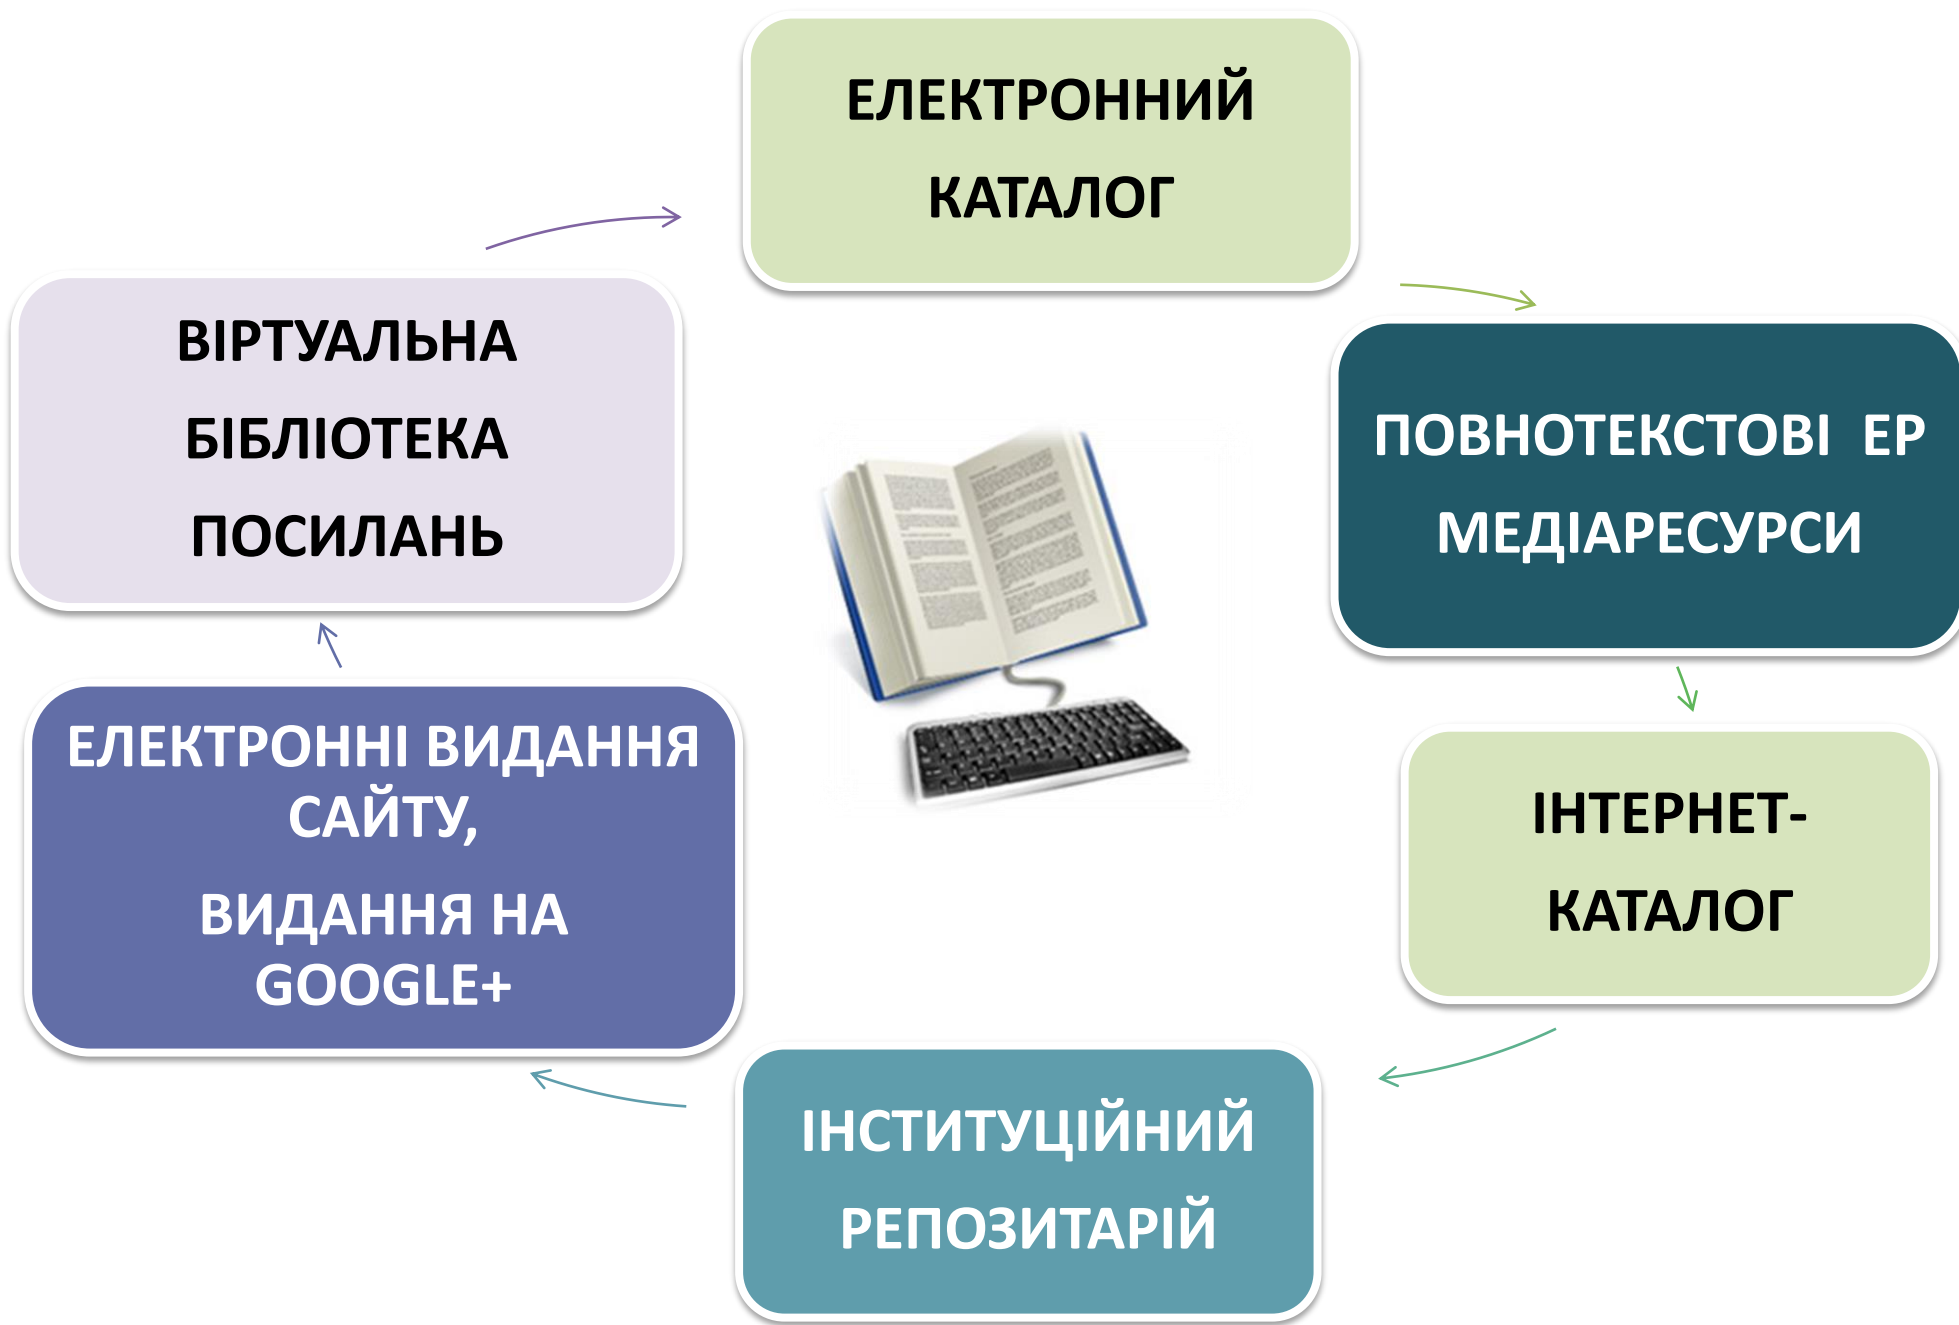 ЕЛЕКТРОННИЙ
КАТАЛОГ
ПОВНОТЕКСТОВІ ЕР
МЕДІАРЕСУРСИ
ІНТЕРНЕТ-
КАТАЛОГ
ІНСТИТУЦІЙНИЙ
РЕПОЗИТАРІЙ
ЕЛЕКТРОННІ ВИДАННЯ
САЙТУ,
ВИДАННЯ НА
GOOGLE+
ВІРТУАЛЬНА
БІБЛІОТЕКА
ПОСИЛАНЬ